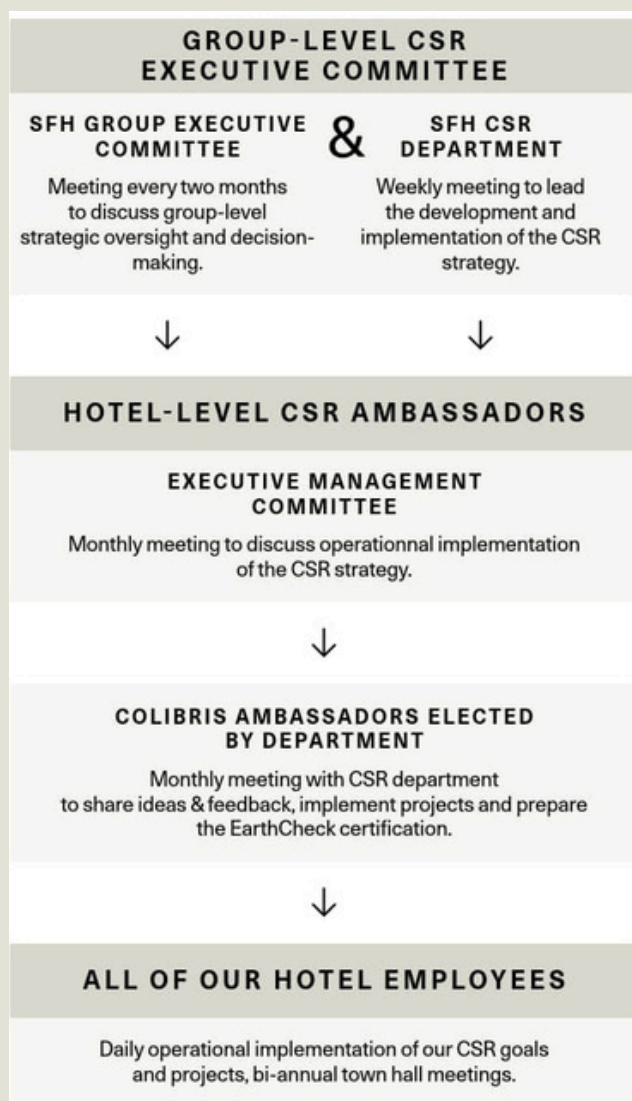 GROUP-LEVEL CSR
EXECUTIVE COMMITTEE
SFH GROUP EXECUTIVE
COMMITTEE
Meeting every two months
to discuss group-level
strategic oversight and decision-
making.
&
SFH CSR
DEPARTMENT
Weekly meeting to lead
the development and
implementation of the CSR
strategy.
HOTEL-LEVEL CSR AMBASSADORS
EXECUTIVE MANAGEMENT
COMMITTEE
Monthly meeting to discuss operationnal implementation
of the CSR strategy.
COLIBRIS AMBASSADORS ELECTED
BY DEPARTMENT
Monthly meeting with CSR department
to share ideas & feedback, implement projects and prepare
the EarthCheck certification.
ALL OF OUR HOTEL EMPLOYEES
Daily operational implementation of our CSR goals
and projects, bi-annual town hall meetings.